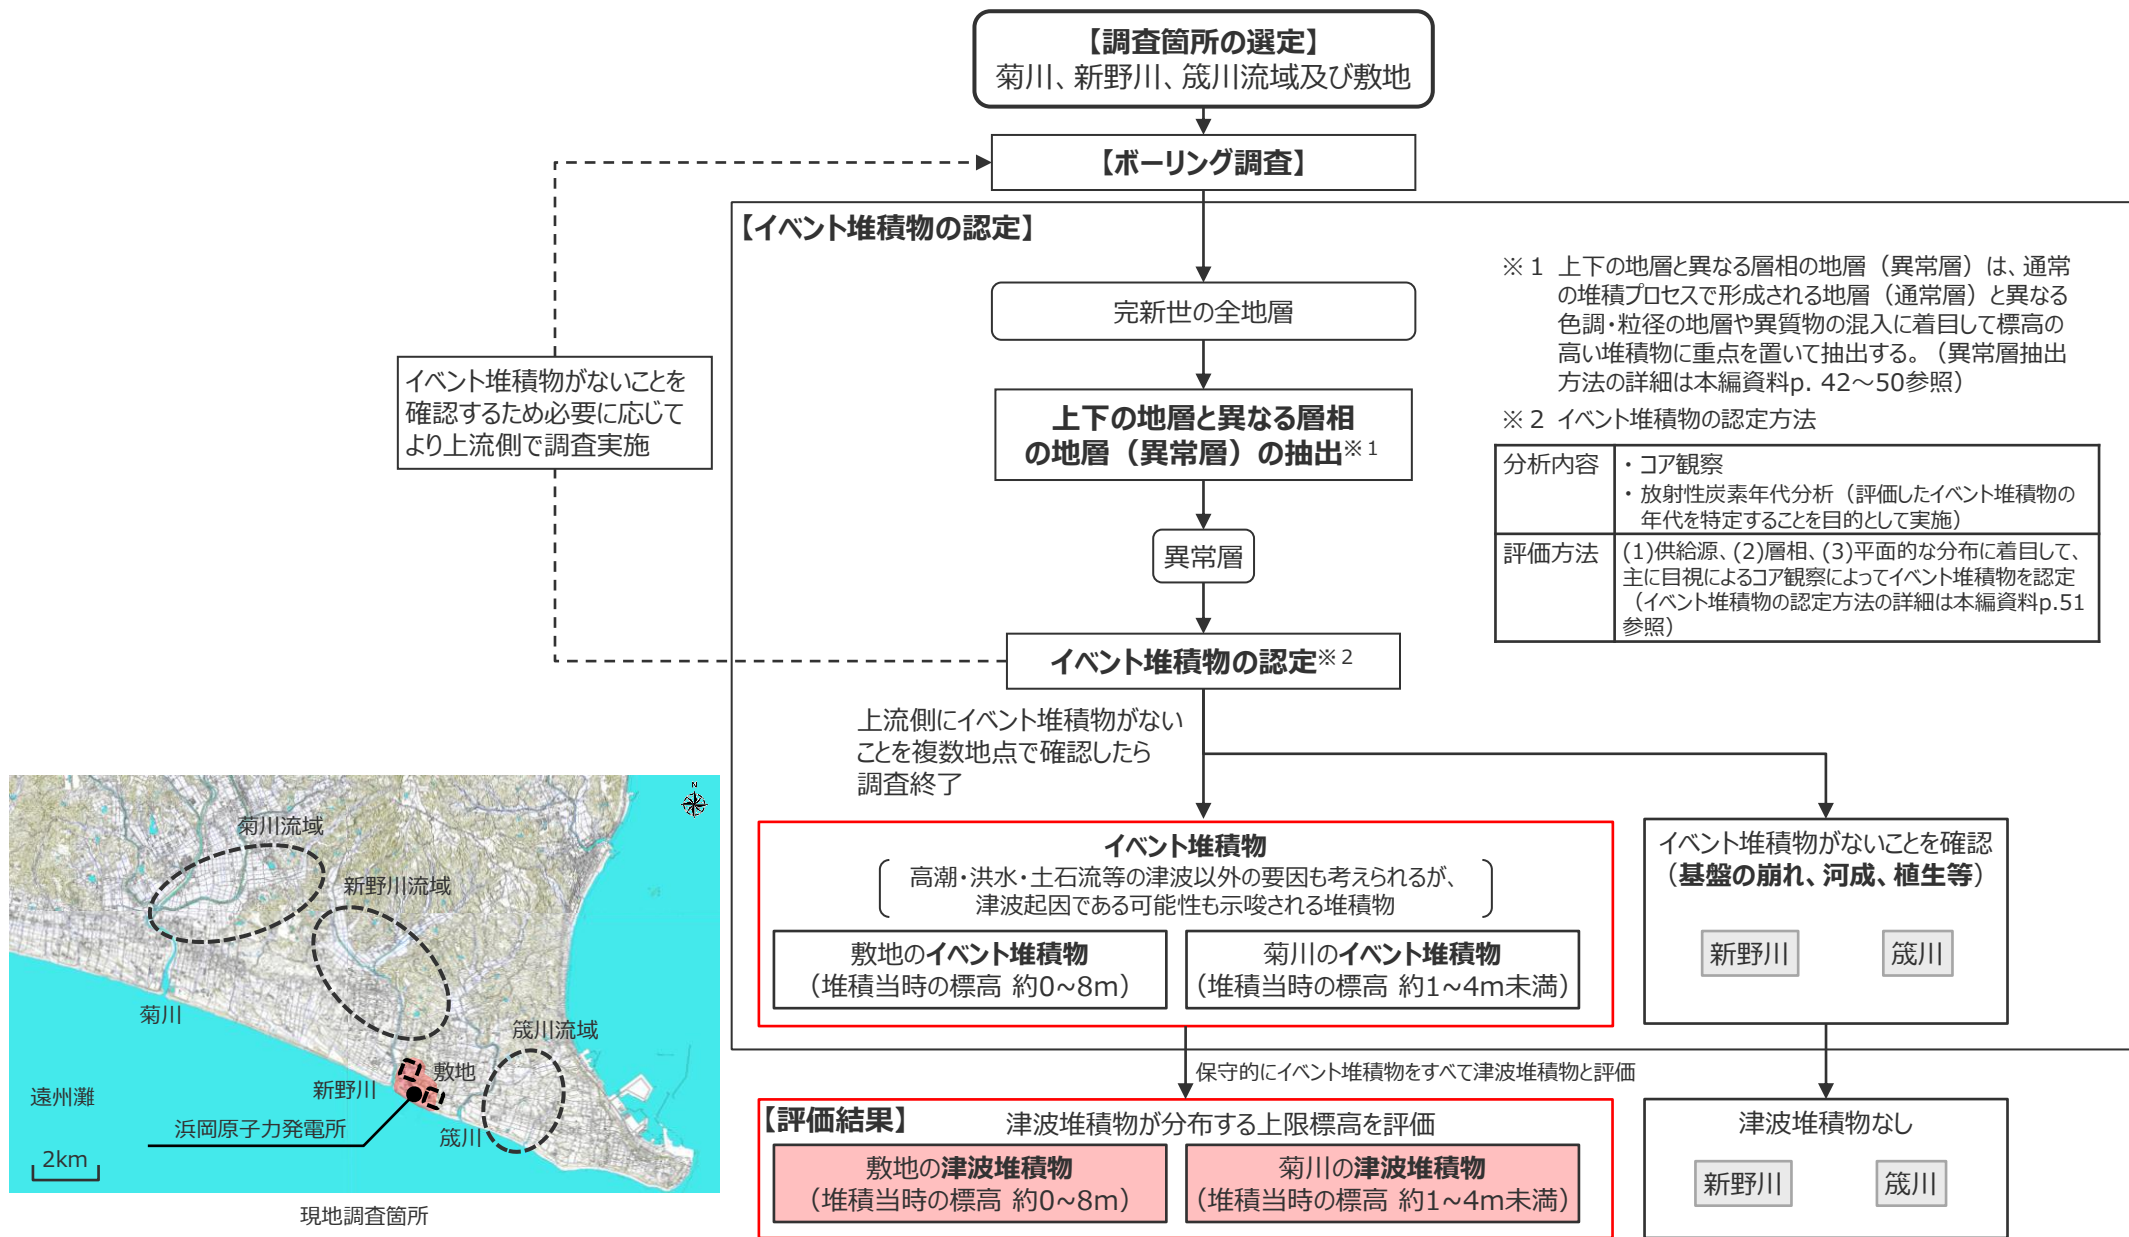 【調査箇所の選定】
菊川、新野川、筬川流域及び敷地
【ボーリング調査】
【イベント堆積物の認定】
完新世の全地層
上下の地層と異なる層相
の地層（異常層）の抽出※1
異常層
イベント堆積物の認定※2
イベント堆積物がないことを
確認するため必要に応じて
より上流側で調査実施
※1 上下の地層と異なる層相の地層（異常層）は、通常
の堆積プロセスで形成される地層（通常層）と異なる
色調・粒径の地層や異質物の混入に着目して標高の
高い堆積物に重点を置いて抽出する。（異常層抽出
方法の詳細は本編資料p. 42～50参照）
※2 イベント堆積物の認定方法
分析内容
・コア観察
・放射性炭素年代分析（評価したイベント堆積物の
年代を特定することを目的として実施）
評価方法
(1)供給源、(2)層相、(3)平面的な分布に着目して、
主に目視によるコア観察によってイベント堆積物を認定
（イベント堆積物の認定方法の詳細は本編資料p.51
参照）
上流側にイベント堆積物がない
ことを複数地点で確認したら
調査終了
イベント堆積物
高潮・洪水・土石流等の津波以外の要因も考えられるが、
津波起因である可能性も示唆される堆積物
敷地のイベント堆積物
（堆積当時の標高 約0~8m）
菊川のイベント堆積物
（堆積当時の標高 約1~4m未満）
イベント堆積物がないことを確認
（基盤の崩れ、河成、植生等）
新野川
筬川
保守的にイベント堆積物をすべて津波堆積物と評価
【評価結果】
津波堆積物が分布する上限標高を評価
敷地の津波堆積物
（堆積当時の標高 約0~8m）
菊川の津波堆積物
（堆積当時の標高 約1~4m未満）
津波堆積物なし
新野川
筬川
N
菊川流域
新野川流域
菊川
筬川流域
敷地
新野川
遠州灘
浜岡原子力発電所
筬川
2km
現地調査箇所